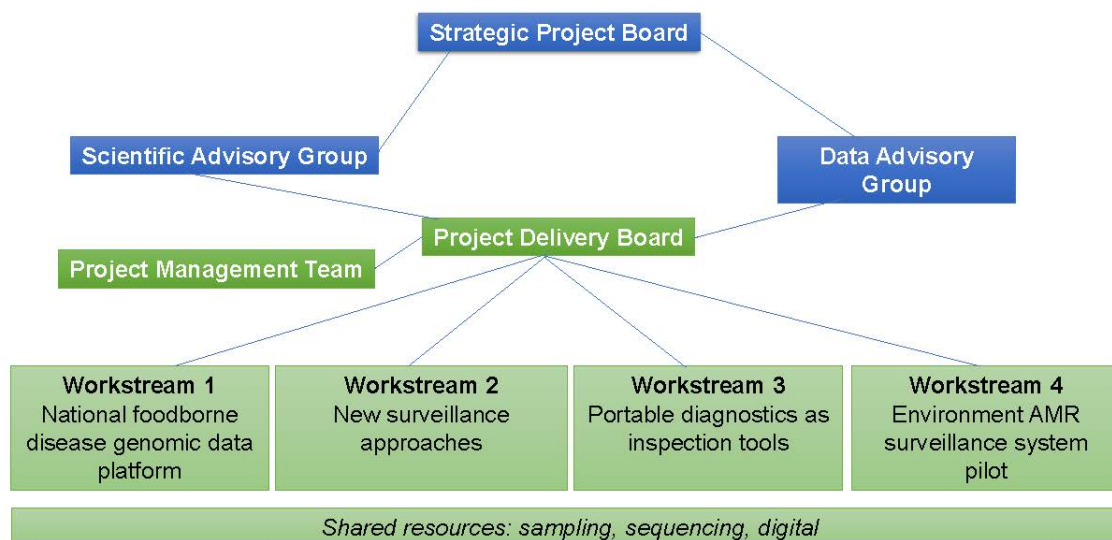 Strategic Project Board
Scientific Advisory Group
Data Advisory
Group
Project Delivery Board
Project Management Team
Workstream 1
National foodborne
disease genomic data
platform
Workstream 2
New surveillance
approaches
Workstream 3
Portable diagnostics as
inspection tools
Workstream 4
Environment AMR
surveillance system
pilot
Shared resources: sampling, sequencing, digital